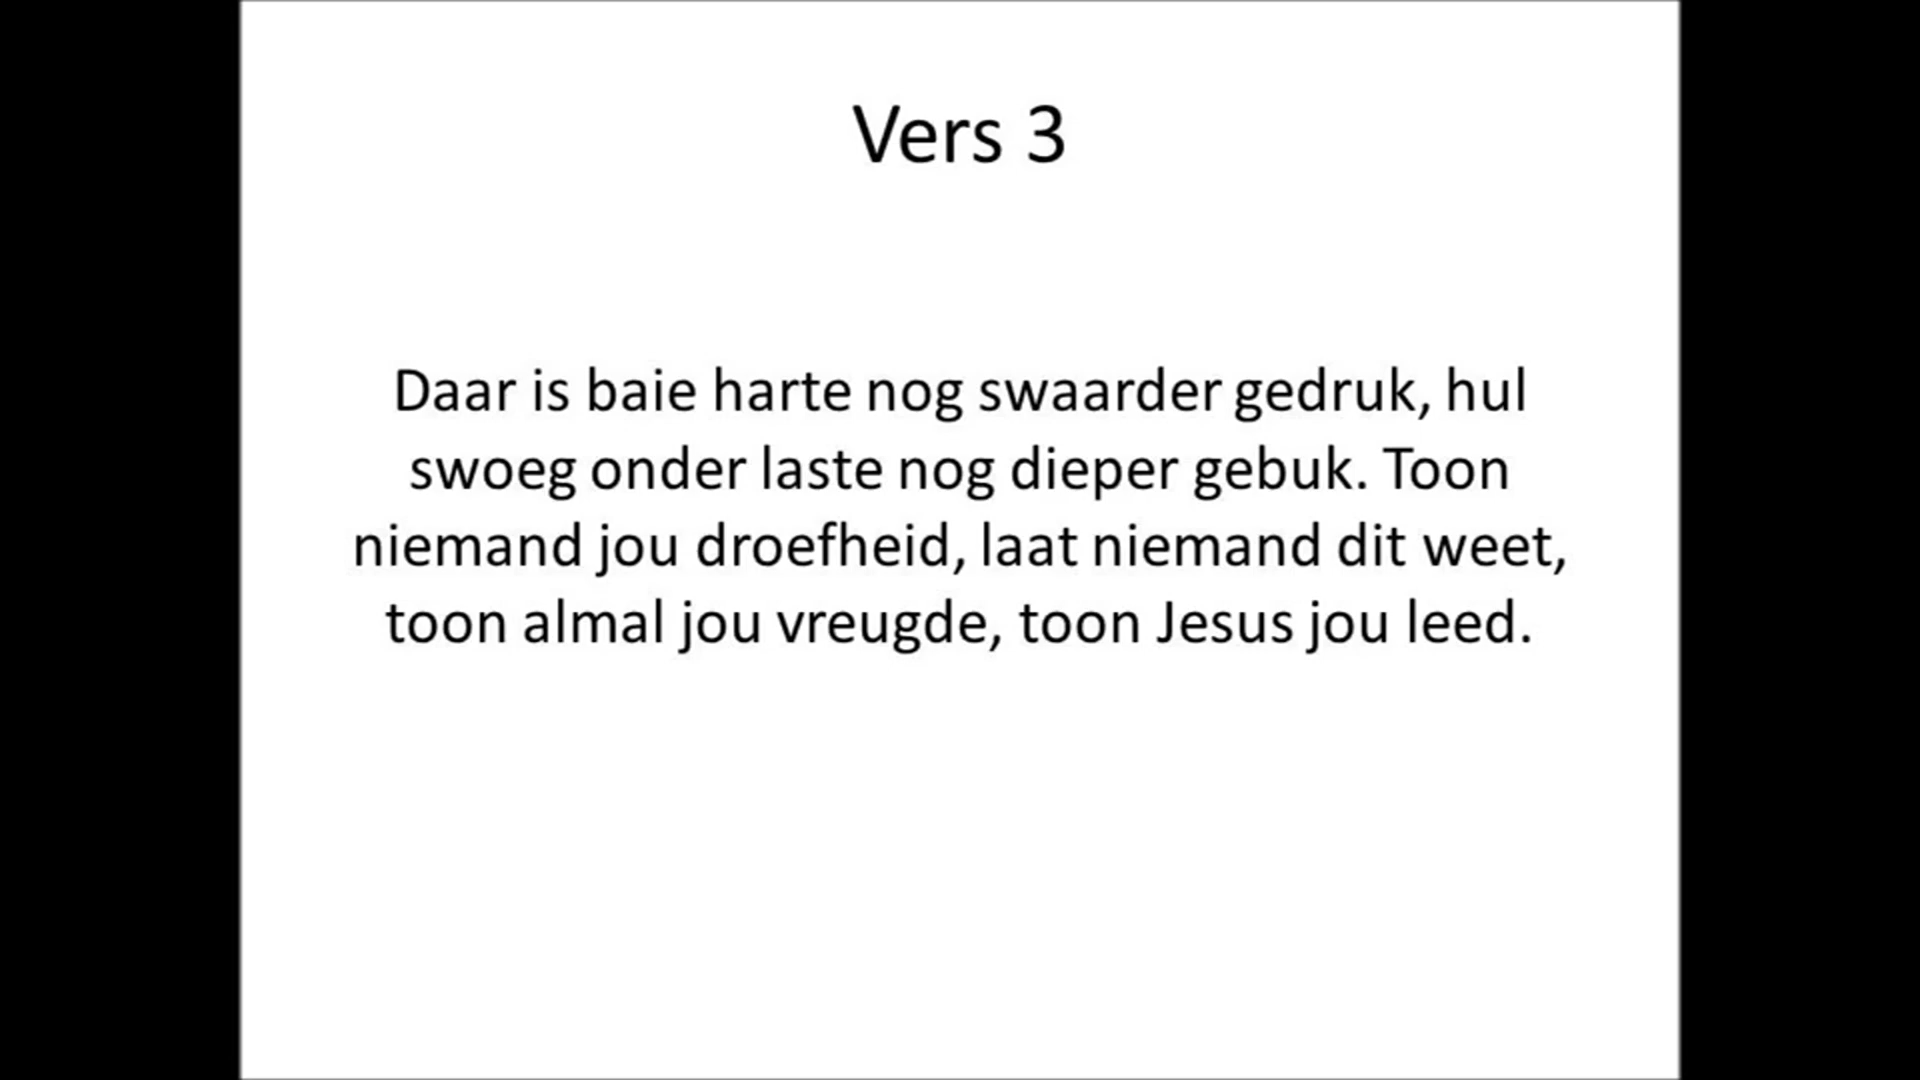 Vers 3
Daar is baie harte nog swaarder gedruk, hul
swoeg onder laste nog dieper gebuk. Toon
niemand jou droefheid, laat niemand dit weet,
toon almal jou vreugde, toon Jesus jou leed.